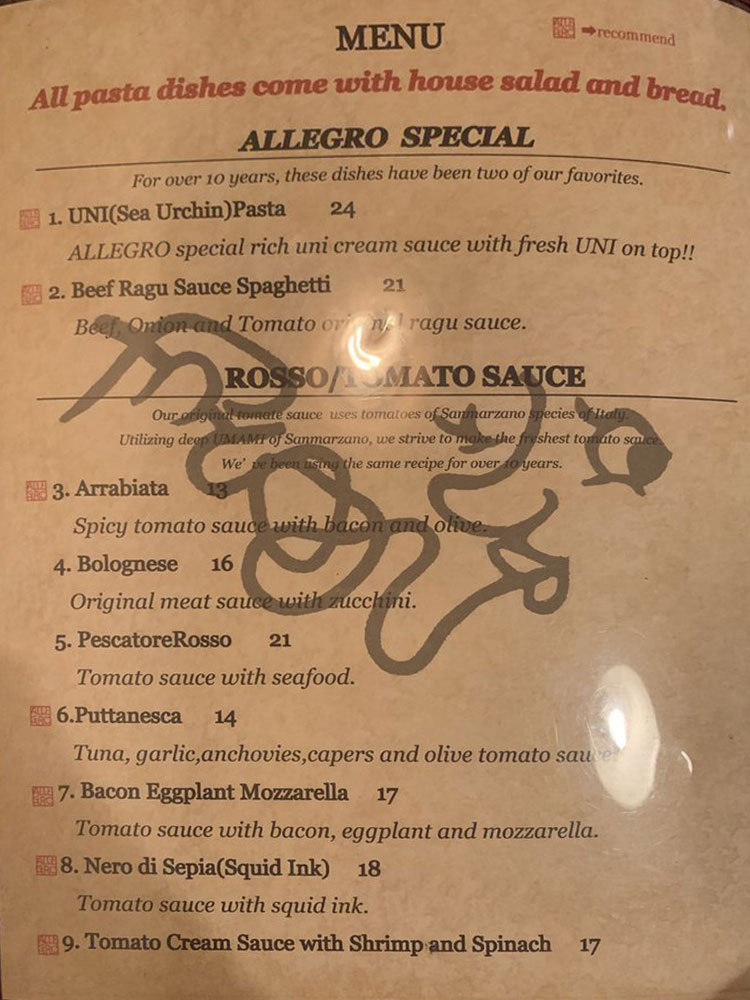 MENU
ALLE GRO ➡recommend
All pasta dishes come with house salad and bread.
ALLEGRO SPECIAL
For over 10 years, these dishes have been two of our favorites.
1. UNI(Sea Urchin)Pasta 24
ALLEGRO special rich uni cream sauce with fresh UNI on top!!
2. Beef Ragu Sauce Spaghetti 21
Beef, Onion and Tomato original ragu sauce.
ROSSO/TOMATO SAUCE
Our original tomate sauce uses tomatoes of Sanmarzano species of Italy.
Utilizing deep UMAMI of Sanmarzano, we strive to make the freshest tomato sauce.
We' ve been using the same recipe for over 10 years.
3. Arrabiata 13
Spicy tomato sauce with bacon and olive.
4. Bolognese 16
Original meat sauce with zucchini.
5. PescatoreRosso 21
Tomato sauce with seafood.
6.Puttanesca 14
Tuna, garlic,anchovies,capers and olive tomato sauce.
7. Bacon Eggplant Mozzarella 17
Tomato sauce with bacon, eggplant and mozzarella.
8. Nero di Sepia(Squid Ink) 18
Tomato sauce with squid ink.
9. Tomato Cream Sauce with Shrimp and Spinach 17